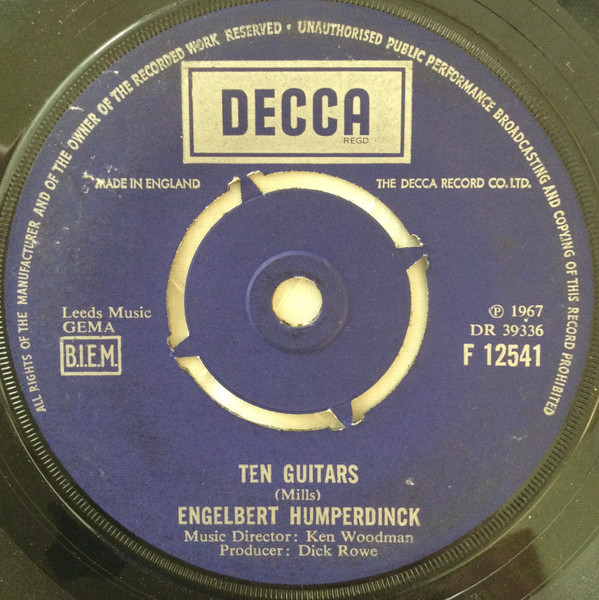 ALL RIGHTS OF THE MANUFACTURER AND OF THE OWNER OF THE RECORDED WORK RESERVED • UNAUTHORISED PUBLIC PERFORMANCE BROADCASTING AND COPYING OF THIS RECORD PROHIBITED
DECCA
REGD
MADE IN ENGLAND
THE DECCA RECORD CO. LTD.
Leeds Music
GEMA
B.I.E.M.
℗ 1967
DR 39336
F 12541
TEN GUITARS
(Mills)
ENGELBERT HUMPERDINCK
Music Director: Ken Woodman
Producer: Dick Rowe